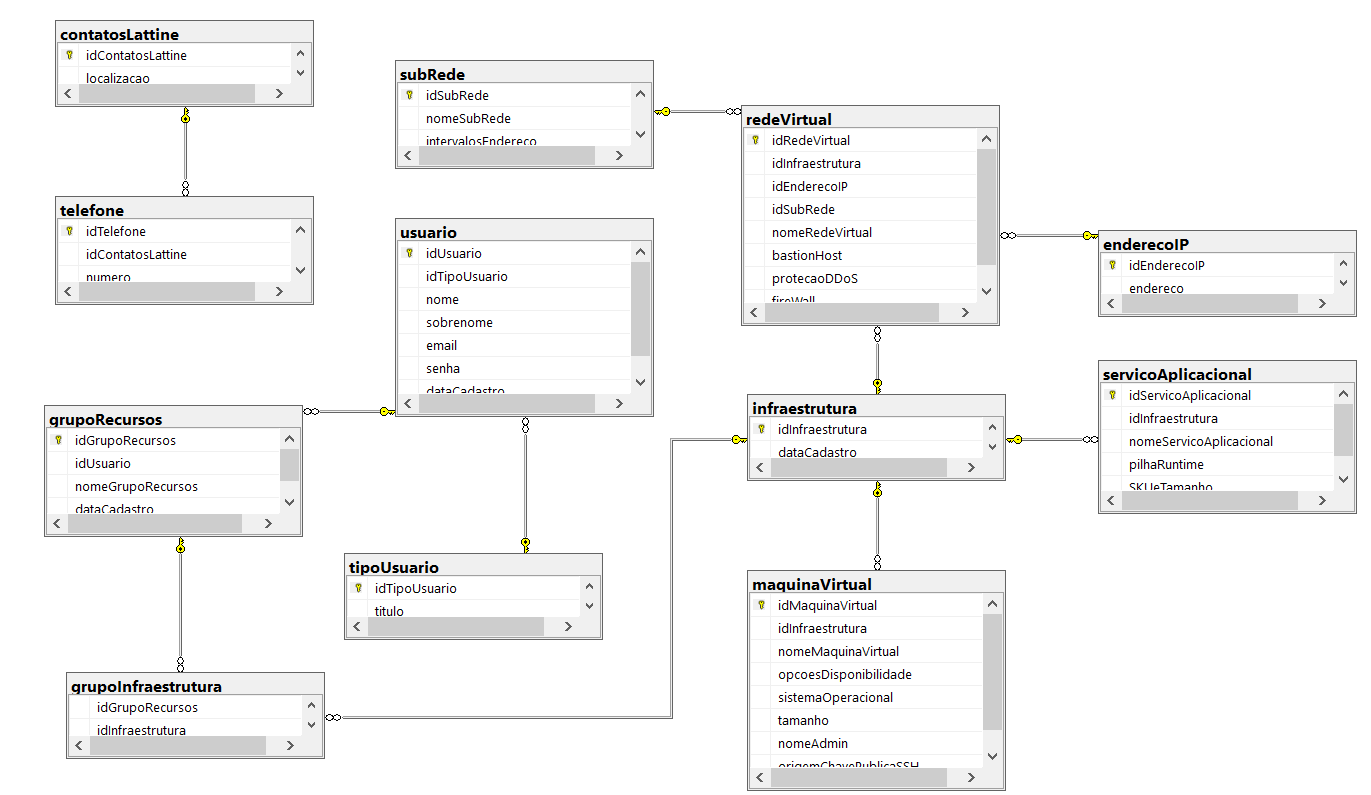 contatosLattine
idContatosLattine
localizacao
telefone
idTelefone
idContatosLattine
numero
subRede
idSubRede
nomeSubRede
intervalosEndereco
usuario
idUsuario
idTipoUsuario
nome
sobrenome
email
senha
dataCadastro
redeVirtual
idRedeVirtual
idInfraestrutura
idEnderecoIP
idSubRede
nomeRedeVirtual
bastionHost
protecaoDDoS
fireWall
enderecoIP
idEnderecoIP
endereco
servicoAplicacional
idServicoAplicacional
idInfraestrutura
nomeServicoAplicacional
pilhaRuntime
SKUeTamanho
infraestrutura
idInfraestrutura
dataCadastro
grupoRecursos
idGrupoRecursos
idUsuario
nomeGrupoRecursos
dataCadastro
tipoUsuario
idTipoUsuario
titulo
maquinaVirtual
idMaquinaVirtual
idInfraestrutura
nomeMaquinaVirtual
opcoesDisponibilidade
sistemaOperacional
tamanho
nomeAdmin
origemChavePublicaSSH
grupoInfraestrutura
idGrupoRecursos
idInfraestrutura